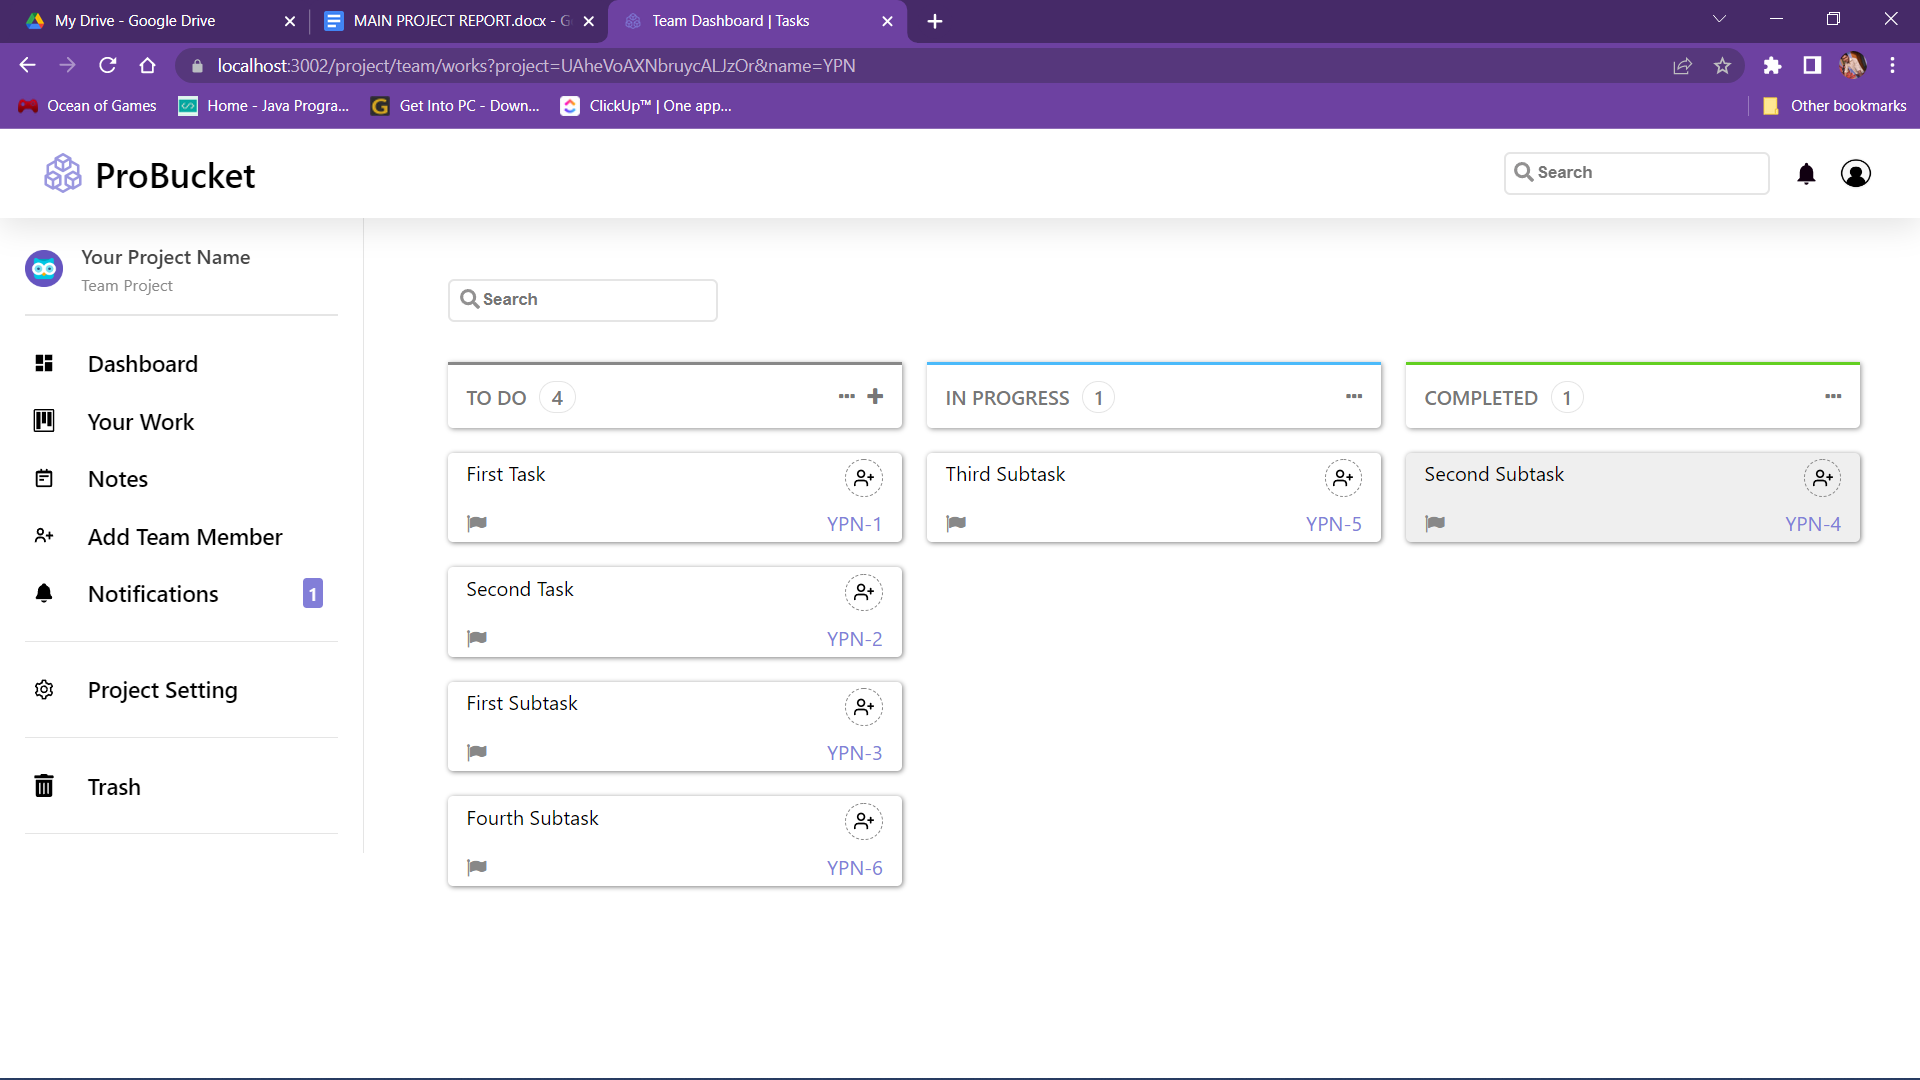 My Drive - Google Drive
MAIN PROJECT REPORT.docx - G
Team Dashboard | Tasks
localhost:3002/project/team/works?project=UAheVoAXNbruycALJzOr&name=YPN
Ocean of Games
Home - Java Progra...
Get Into PC - Down...
ClickUp™ | One app...
Other bookmarks
ProBucket
Search
Your Project Name
Team Project
Dashboard
Your Work
Notes
Add Team Member
Notifications 1
Project Setting
Trash
Search
TO DO 4
First Task
YPN-1
Second Task
YPN-2
First Subtask
YPN-3
Fourth Subtask
YPN-6
IN PROGRESS 1
Third Subtask
YPN-5
COMPLETED 1
Second Subtask
YPN-4